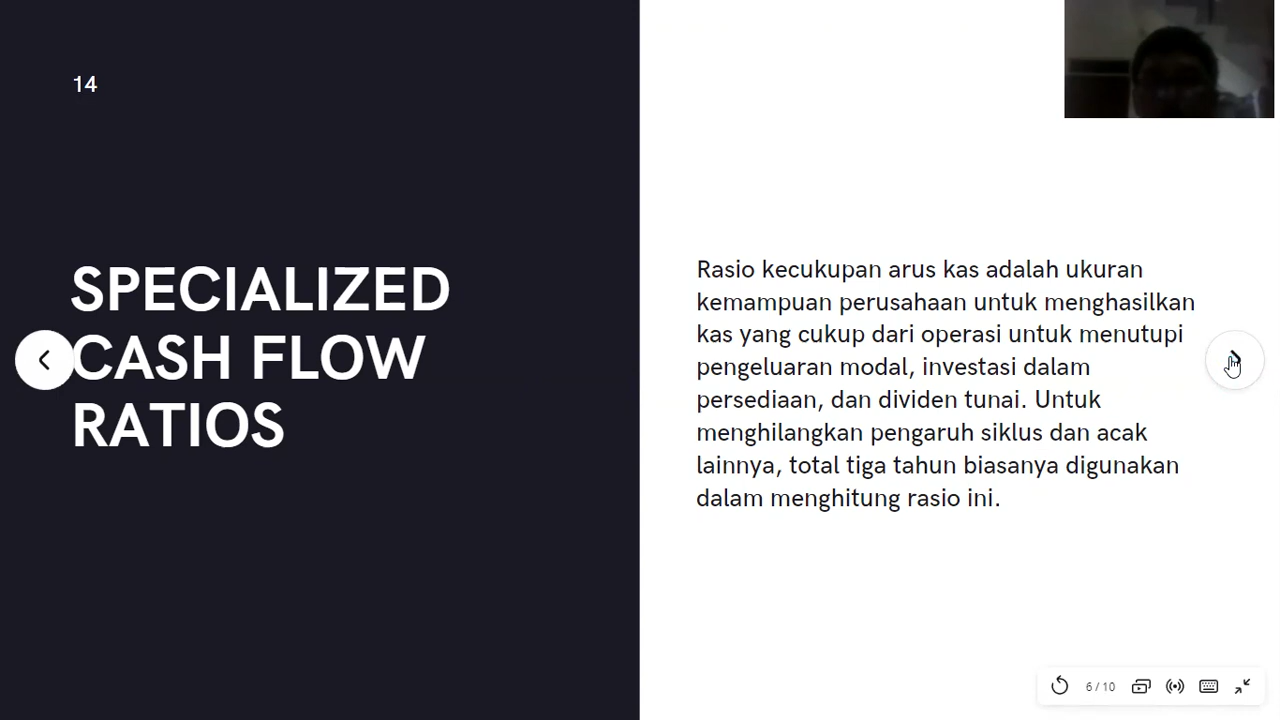 14
SPECIALIZED
CASH FLOW
RATIOS
Rasio kecukupan arus kas adalah ukuran
kemampuan perusahaan untuk menghasilkan
kas yang cukup dari operasi untuk menutupi
pengeluaran modal, investasi dalam
persediaan, dan dividen tunai. Untuk
menghilangkan pengaruh siklus dan acak
lainnya, total tiga tahun biasanya digunakan
dalam menghitung rasio ini.
6 / 10